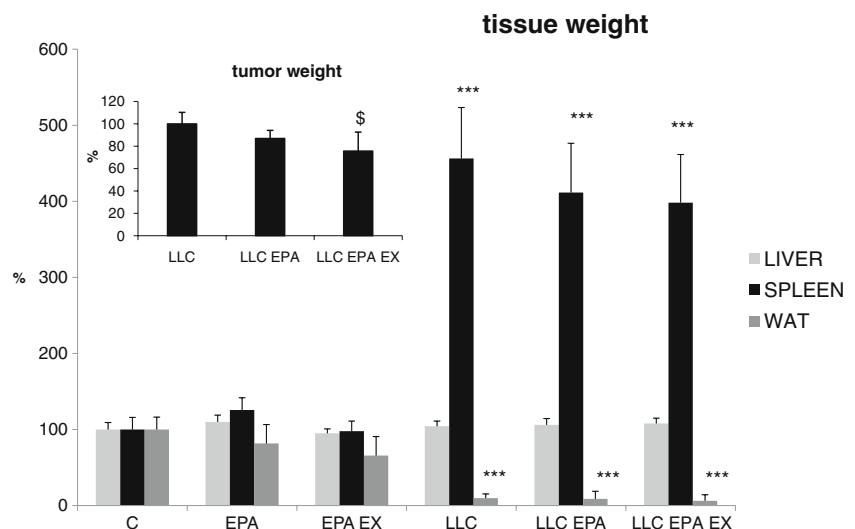 tissue weight
600
500
400
300
200
100
0
%
tumor weight
120
100
80
60
40
20
0
%
$
LLC LLC EPA LLC EPA EX
*** *** ***
*** *** ***
LIVER
SPLEEN
WAT
C EPA EPA EX LLC LLC EPA LLC EPA EX